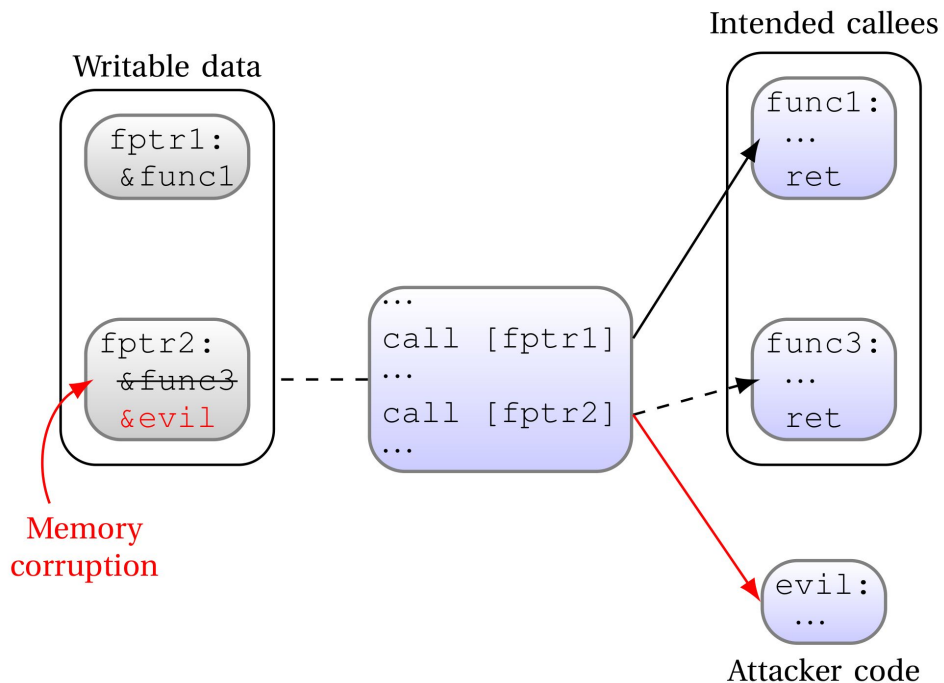 Writable data
fptr1:
&func1
fptr2:
&func3
&evil
Memory
corruption
...
call [fptr1]
...
call [fptr2]
...
Intended callees
func1:
...
ret
func3:
...
ret
evil:
...
Attacker code